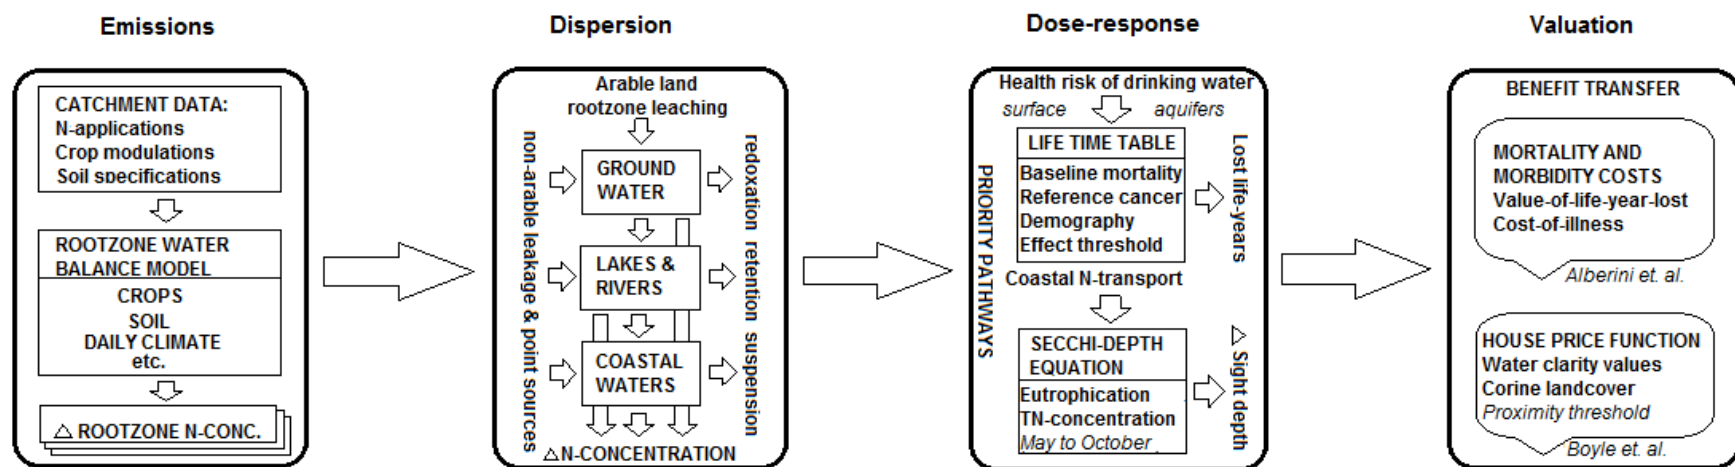 Emissions
CATCHMENT DATA:
N-applications
Crop modulations
Soil specifications
ROOTZONE WATER
BALANCE MODEL
CROPS
SOIL
DAILY CLIMATE
etc.
△ ROOTZONE N-CONC.
Dispersion
Arable land
rootzone leaching
non-arable leakage & point sources
GROUND
WATER
LAKES &
RIVERS
COASTAL
WATERS
redoxation retention suspension
△N-CONCENTRATION
Dose-response
Health risk of drinking water
surface aquifers
PRIORITY PATHWAYS
LIFE TIME TABLE
Baseline mortality
Reference cancer
Demography
Effect threshold
Lost life-years
Coastal N-transport
SECCHI-DEPTH
EQUATION
Eutrophication
TN-concentration
May to October
△ Sight depth
Valuation
BENEFIT TRANSFER
MORTALITY AND
MORBIDITY COSTS
Value-of-life-year-lost
Cost-of-illness
Alberini et. al.
HOUSE PRICE FUNCTION
Water clarity values
Corine landcover
Proximity threshold
Boyle et. al.